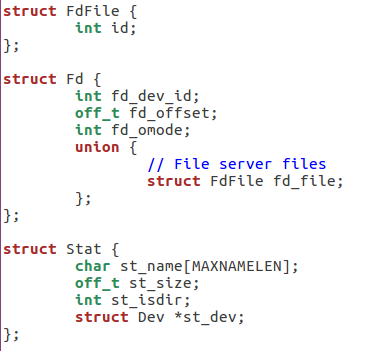 struct FdFile {
        int id;
};

struct Fd {
        int fd_dev_id;
        off_t fd_offset;
        int fd_omode;
        union {
                // File server files
                struct FdFile fd_file;
        };
};

struct Stat {
        char st_name[MAXNAMELEN];
        off_t st_size;
        int st_isdir;
        struct Dev *st_dev;
};